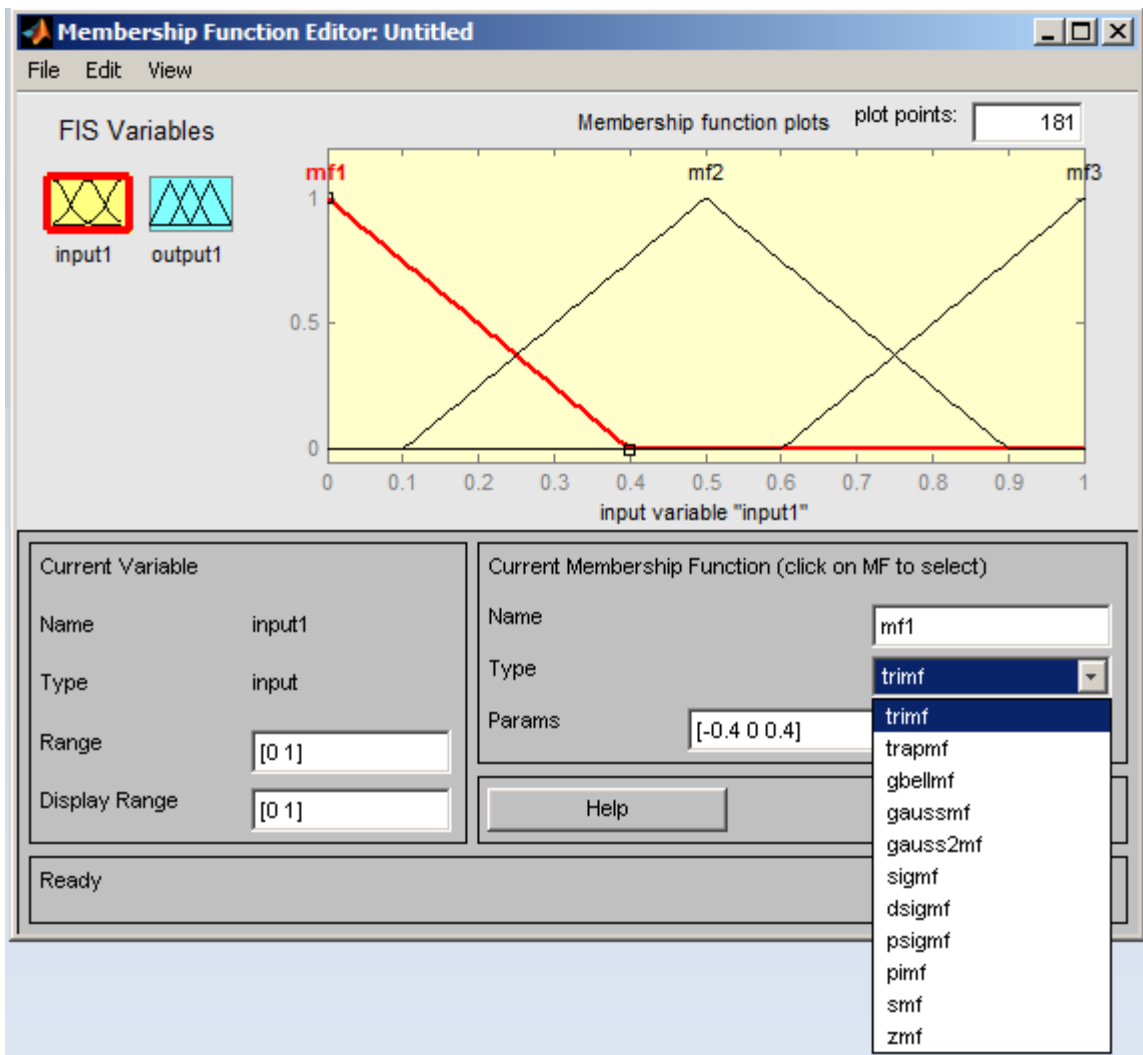 Membership Function Editor: Untitled
File Edit View
FIS Variables
Membership function plots plot points: 181
mf1 mf2 mf3
1
0.5
0
input1 output1
0 0.1 0.2 0.3 0.4 0.5 0.6 0.7 0.8 0.9 1
input variable "input1"
Current Variable
Name input1
Type input
Range [0 1]
Display Range [0 1]
Current Membership Function (click on MF to select)
Name mf1
Type trimf
Params [-0.4 0 0.4]
trimf
trapmf
gbellmf
gaussmf
gauss2mf
sigmf
dsigmf
psigmf
pimf
smf
zmf
Help
Ready